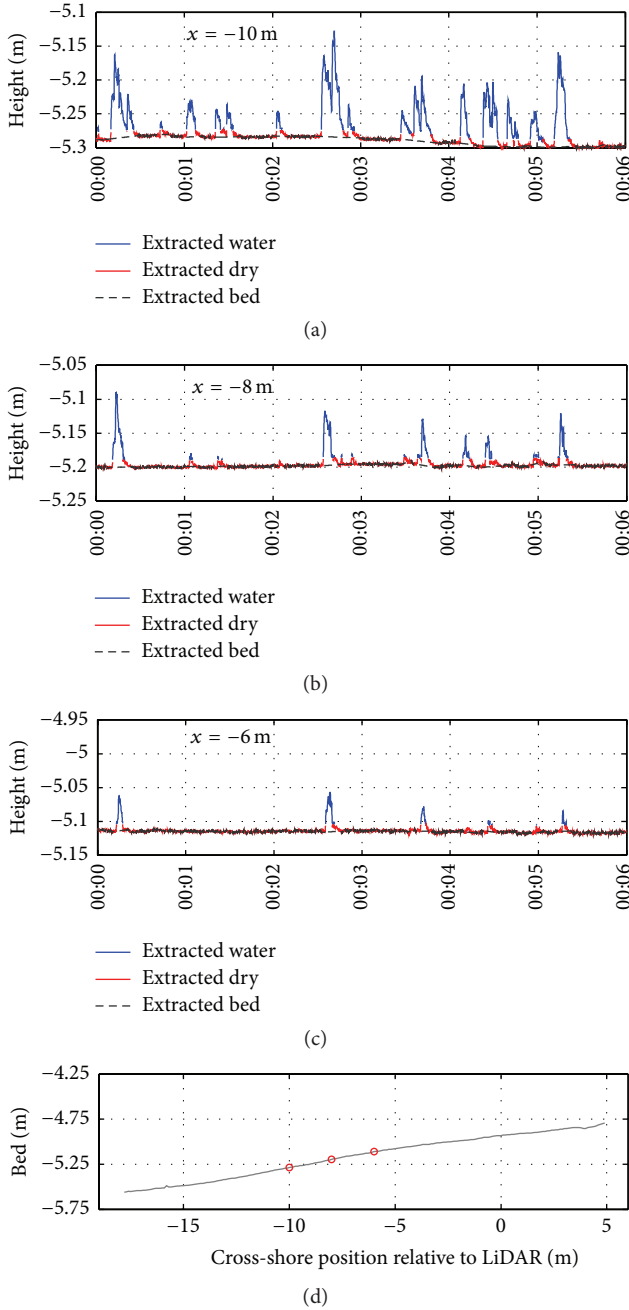 −5.1
−5.15
−5.2
−5.25
−5.3
Height (m)
x = −10 m
00:00
00:01
00:02
00:03
00:04
00:05
00:06
Extracted water
Extracted dry
Extracted bed
(a)
−5.05
−5.1
−5.15
−5.2
−5.25
Height (m)
x = −8 m
00:00
00:01
00:02
00:03
00:04
00:05
00:06
Extracted water
Extracted dry
Extracted bed
(b)
−4.95
−5
−5.05
−5.1
−5.15
Height (m)
x = −6 m
00:00
00:01
00:02
00:03
00:04
00:05
00:06
Extracted water
Extracted dry
Extracted bed
(c)
−4.25
−4.75
−5.25
−5.75
Bed (m)
−15 −10 −5 0 5
Cross-shore position relative to LiDAR (m)
(d)